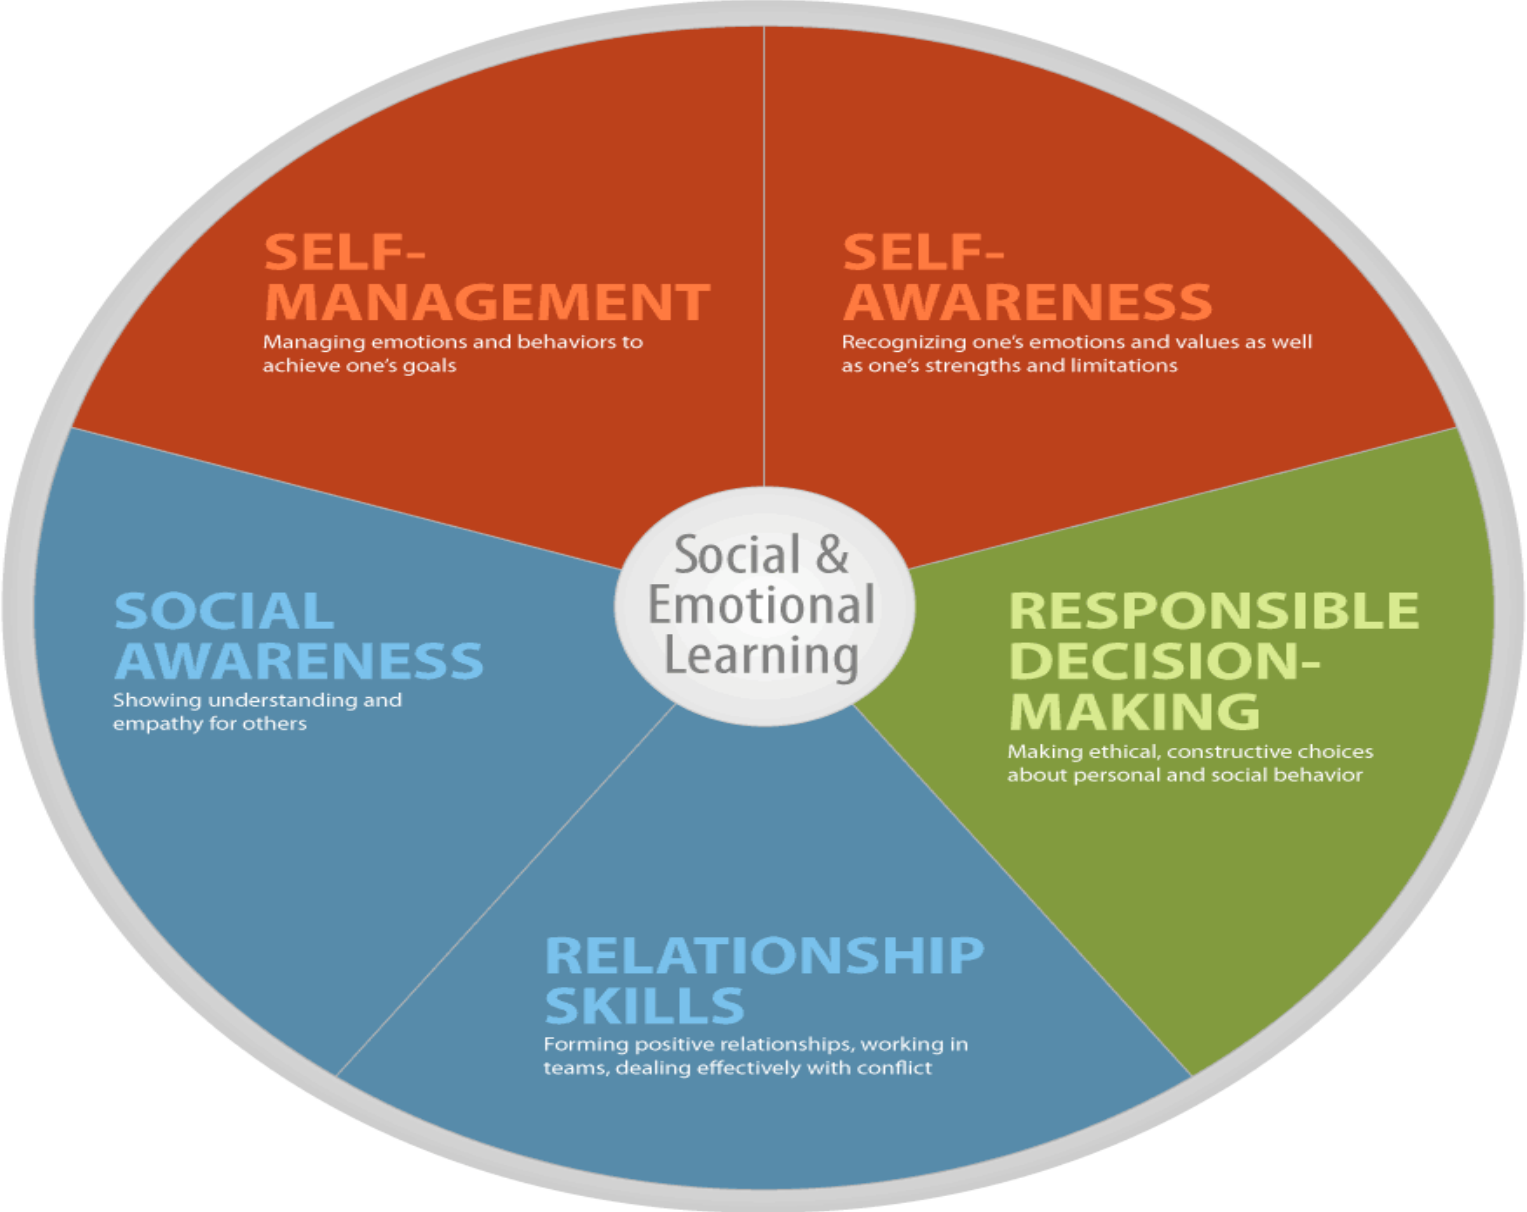 SELF-
MANAGEMENT
Managing emotions and behaviors to
achieve one's goals
SELF-
AWARENESS
Recognizing one's emotions and values as well
as one's strengths and limitations
Social &
Emotional
Learning
SOCIAL
AWARENESS
Showing understanding and
empathy for others
RESPONSIBLE
DECISION-
MAKING
Making ethical, constructive choices
about personal and social behavior
RELATIONSHIP
SKILLS
Forming positive relationships, working in
teams, dealing effectively with conflict